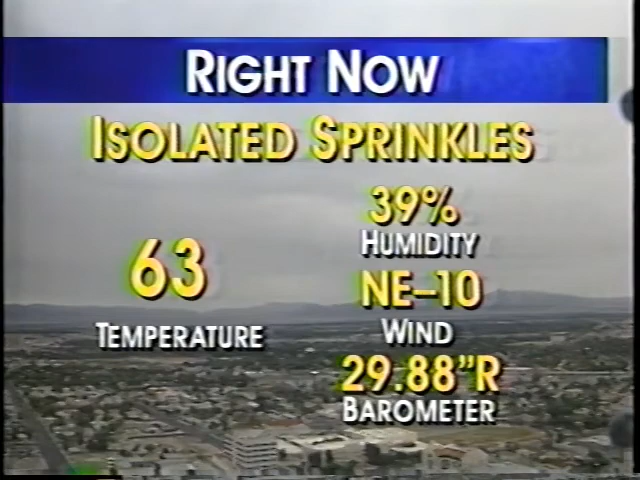 RIGHT NOW
ISOLATED SPRINKLES
63
TEMPERATURE
39%
HUMIDITY
NE–10
WIND
29.88"R
BAROMETER